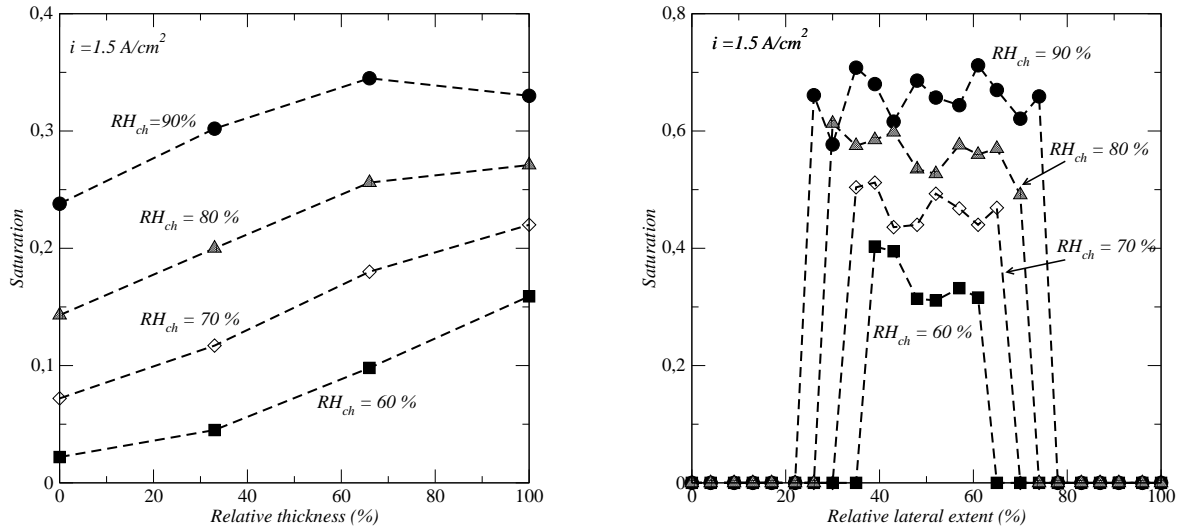 0,4
i =1.5 A/cm²
RH_ch=90%
0,3
RH_ch = 80 %
0,2
Saturation
RH_ch = 70 %
0,1
RH_ch = 60 %
0
0 20 40 60 80 100
Relative thickness (%)
0,8
i =1.5 A/cm²
RH_ch = 90 %
0,6
RH_ch = 80 %
0,4
Saturation
RH_ch = 70 %
RH_ch = 60 %
0,2
0
0 20 40 60 80 100
Relative lateral extent (%)